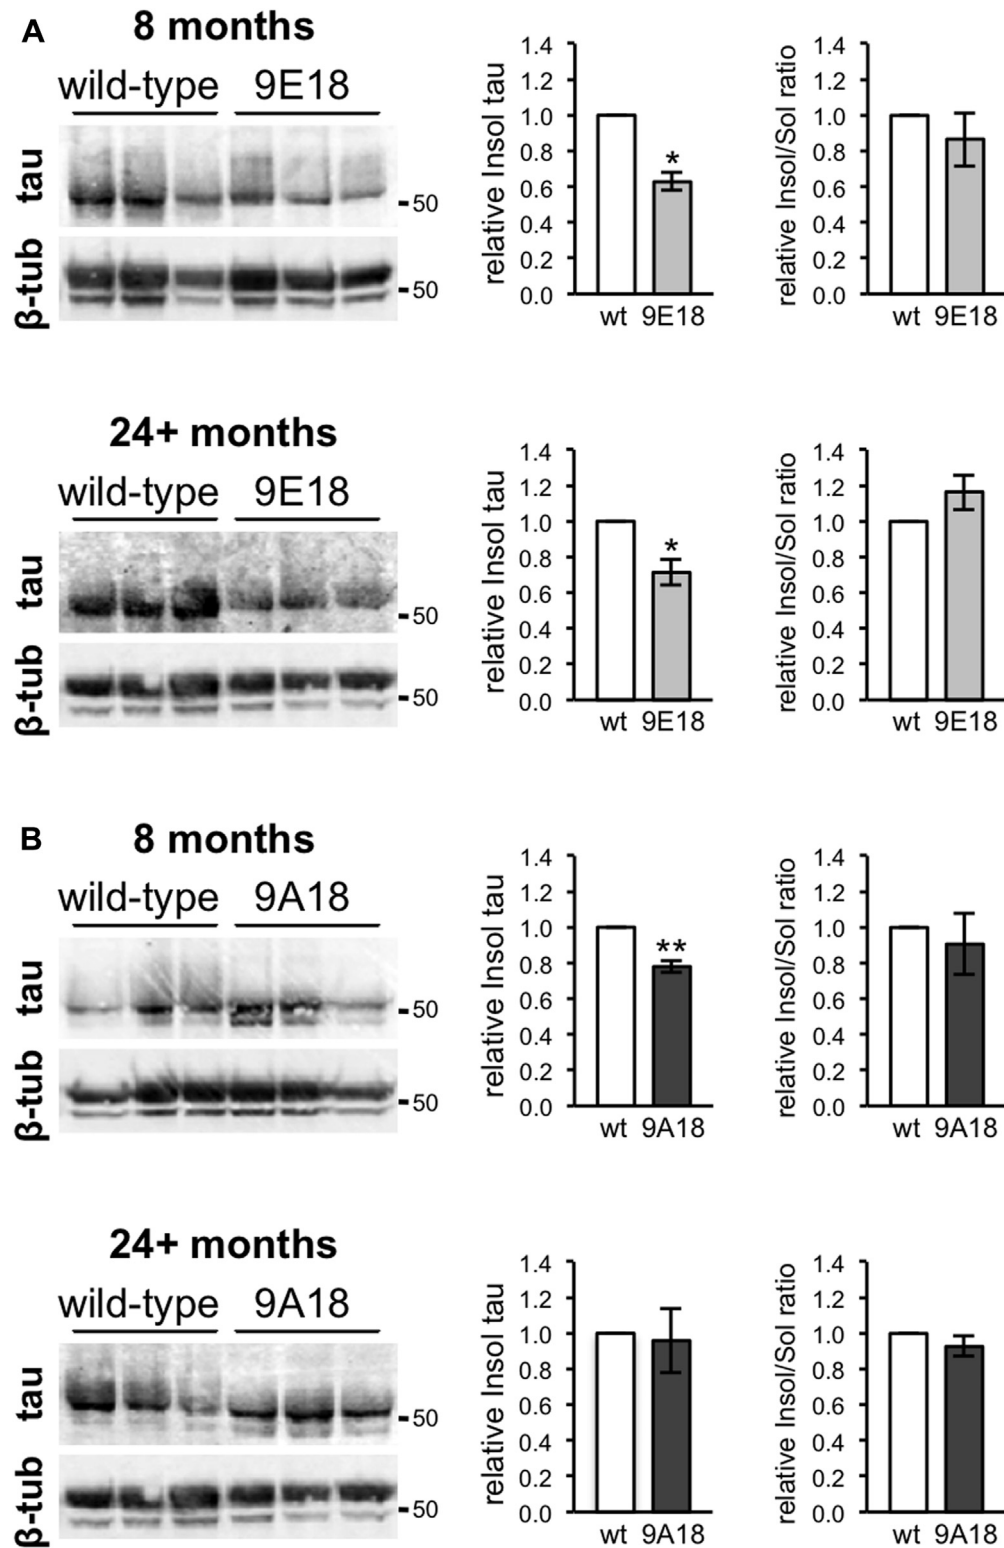 A
8 months
wild-type 9E18
tau
50
β-tub
50
relative Insol tau
1.4
1.2
1.0
0.8
0.6
0.4
0.2
0.0
*
wt 9E18
relative Insol/Sol ratio
1.4
1.2
1.0
0.8
0.6
0.4
0.2
0.0
wt 9E18
24+ months
wild-type 9E18
tau
50
β-tub
50
relative Insol tau
1.4
1.2
1.0
0.8
0.6
0.4
0.2
0.0
*
wt 9E18
relative Insol/Sol ratio
1.4
1.2
1.0
0.8
0.6
0.4
0.2
0.0
wt 9E18
B
8 months
wild-type 9A18
tau
50
β-tub
50
relative Insol tau
1.4
1.2
1.0
0.8
0.6
0.4
0.2
0.0
**
wt 9A18
relative Insol/Sol ratio
1.4
1.2
1.0
0.8
0.6
0.4
0.2
0.0
wt 9A18
24+ months
wild-type 9A18
tau
50
β-tub
50
relative Insol tau
1.4
1.2
1.0
0.8
0.6
0.4
0.2
0.0
wt 9A18
relative Insol/Sol ratio
1.4
1.2
1.0
0.8
0.6
0.4
0.2
0.0
wt 9A18